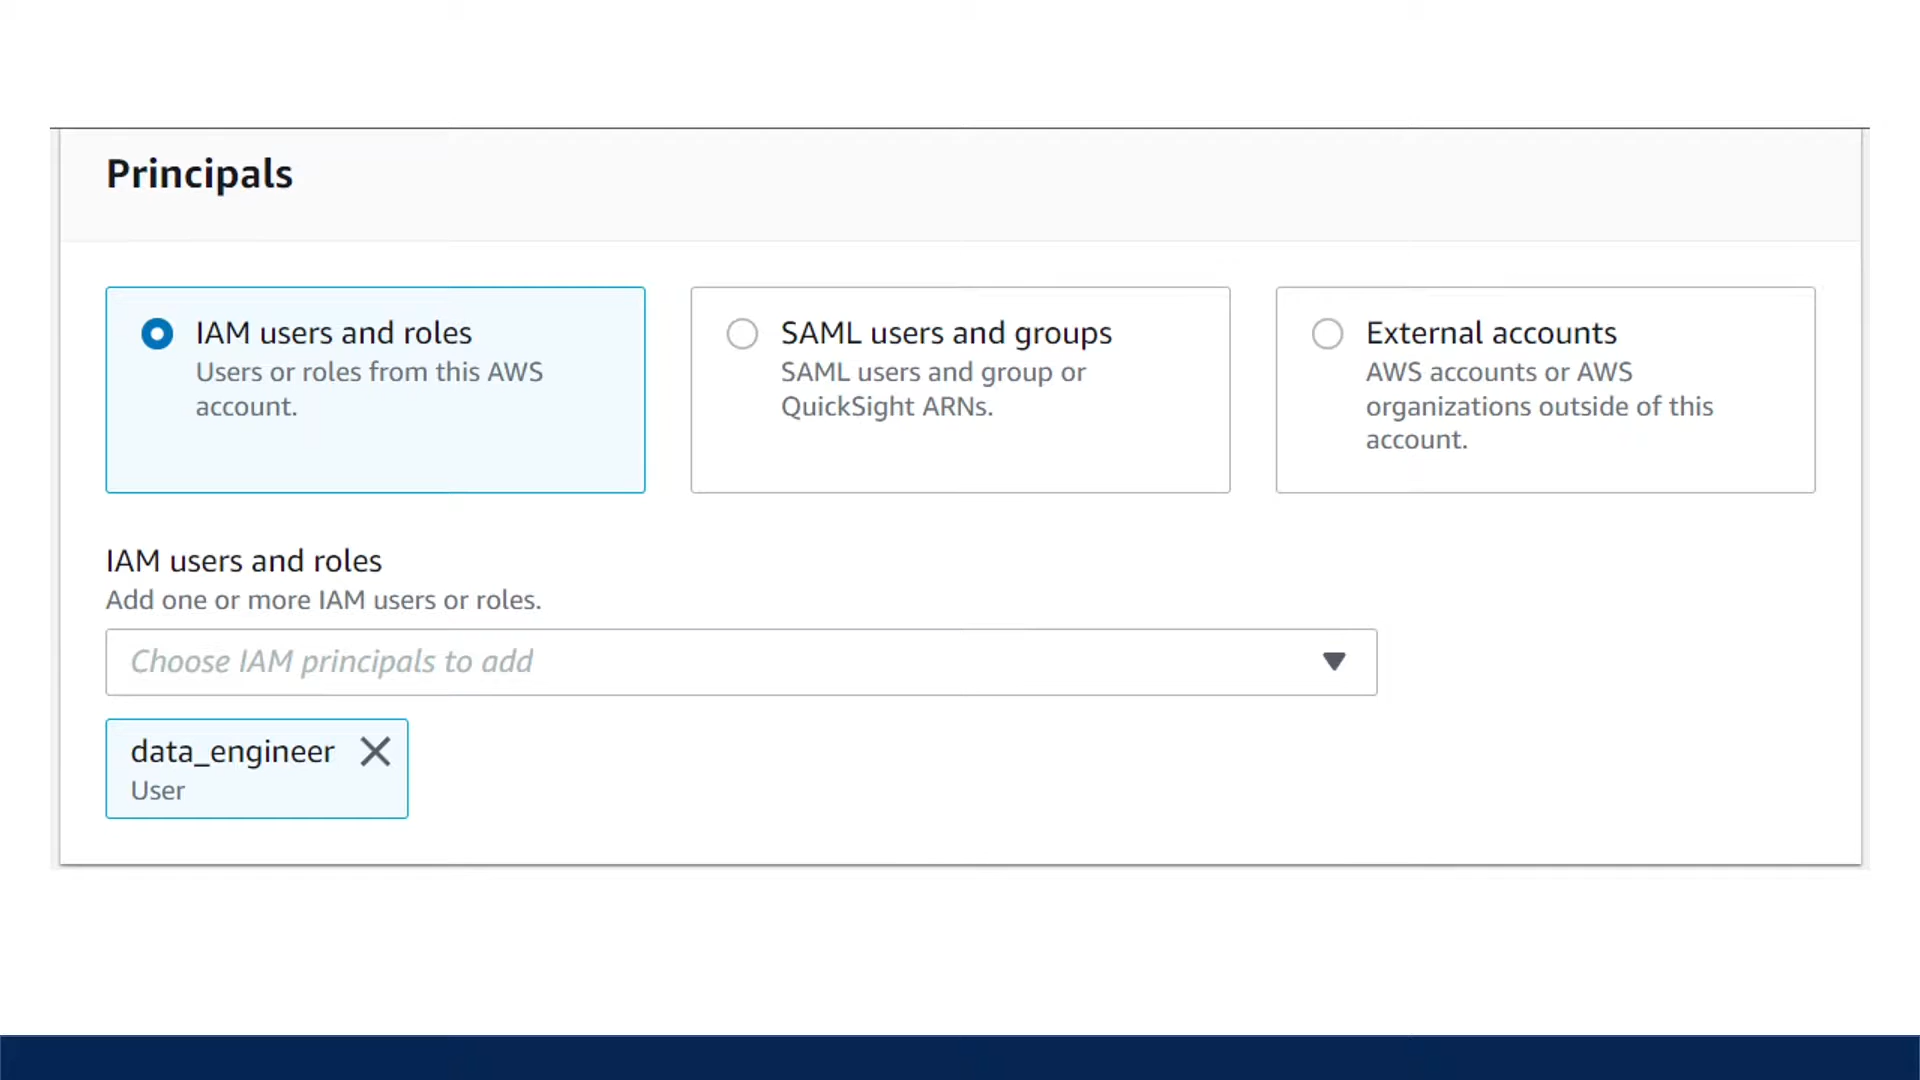 Principals
IAM users and roles
Users or roles from this AWS
account.
SAML users and groups
SAML users and group or
QuickSight ARNs.
External accounts
AWS accounts or AWS
organizations outside of this
account.
IAM users and roles
Add one or more IAM users or roles.
Choose IAM principals to add
data_engineer
User